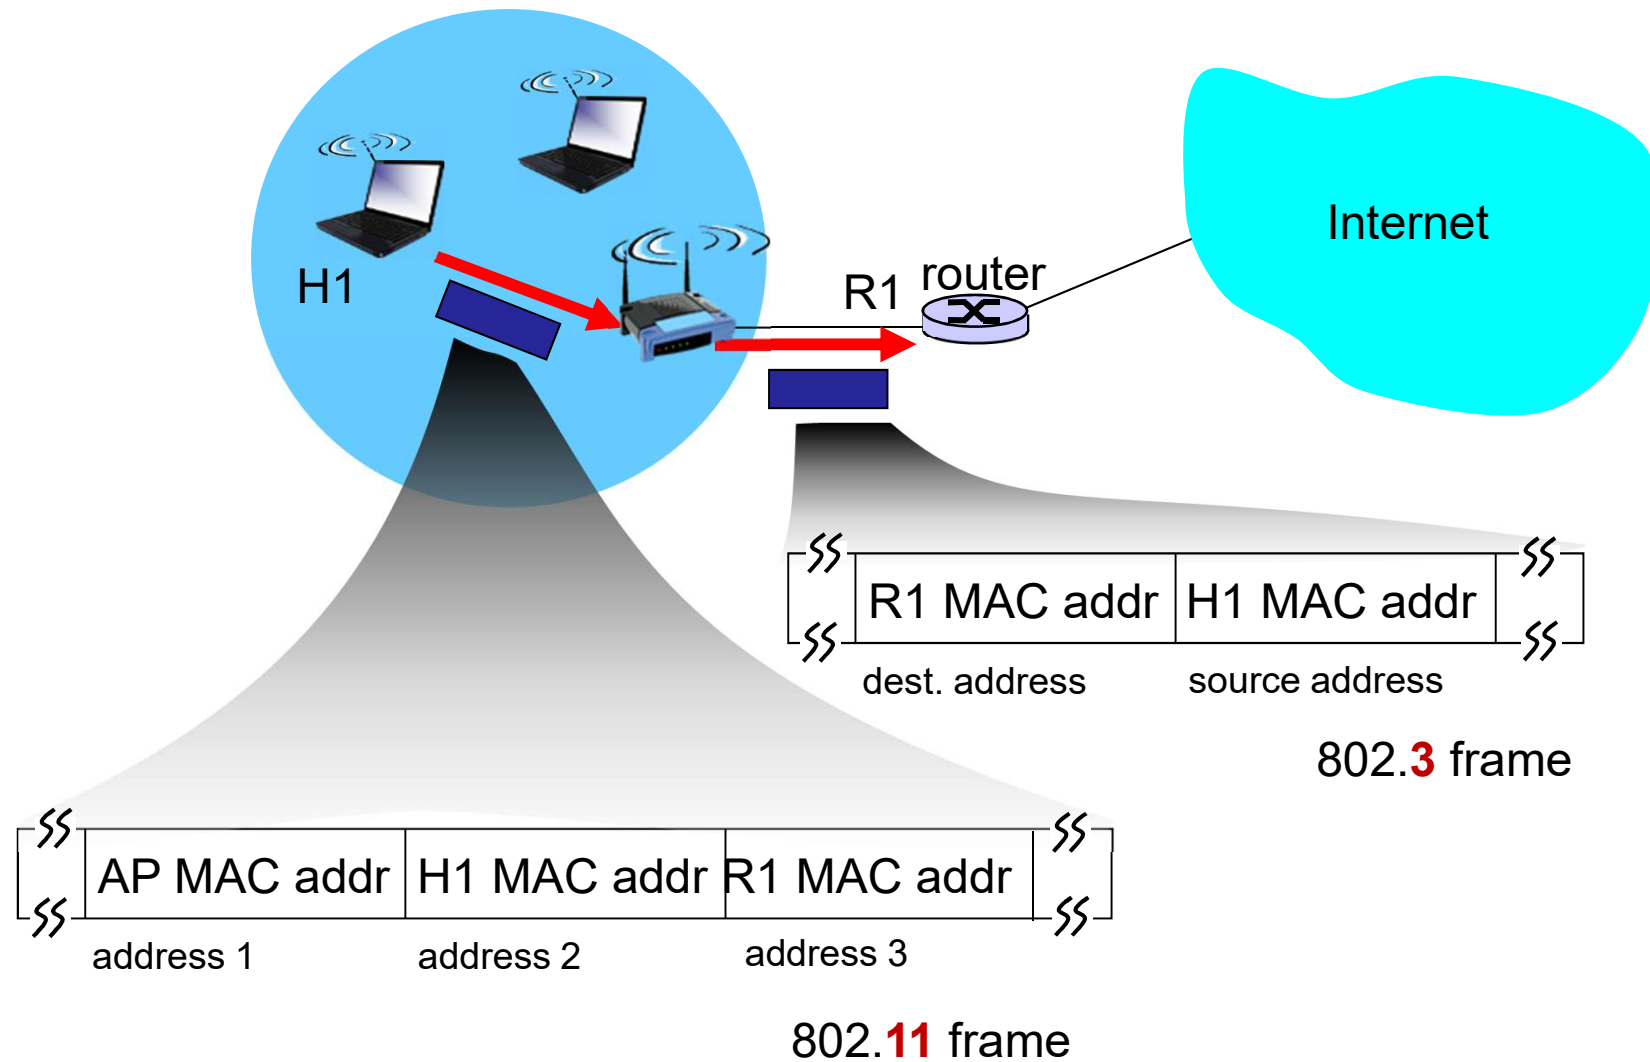 Internet
router
R1
H1
R1 MAC addr H1 MAC addr
dest. address source address
802.3 frame
AP MAC addr H1 MAC addr R1 MAC addr
address 1 address 2 address 3
802.11 frame